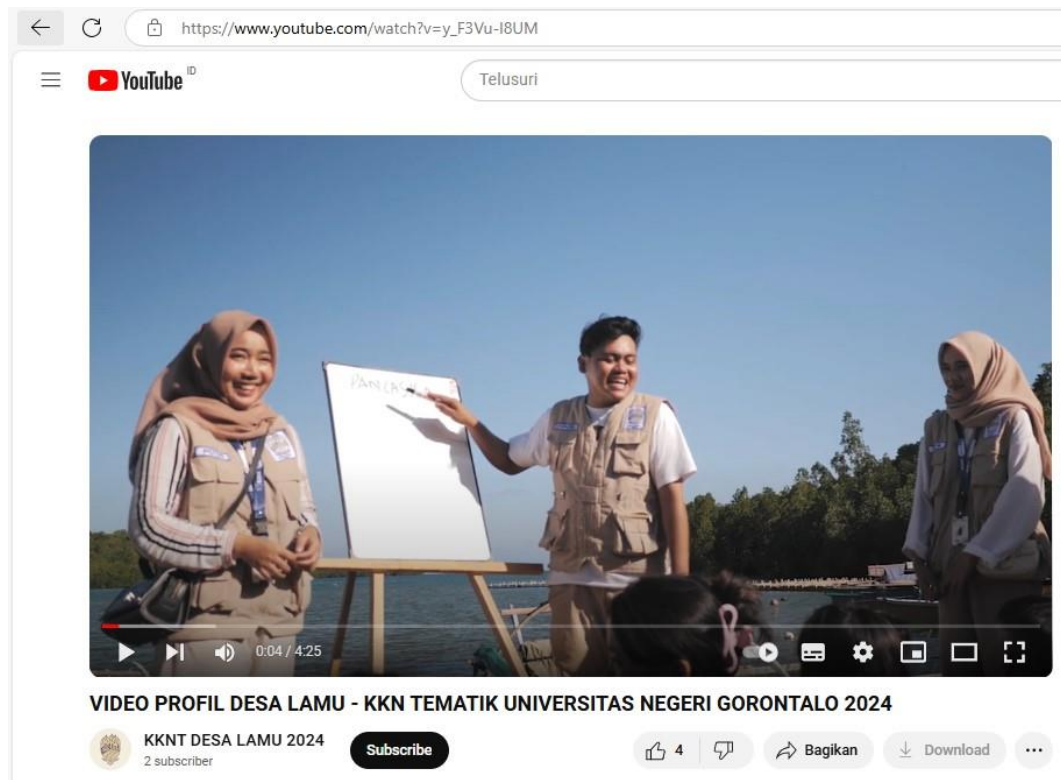 https://www.youtube.com/watch?v=y_F3Vu-I8UM
YouTube ID
Telusuri
PANCASI
0:04 / 4:25
VIDEO PROFIL DESA LAMU - KKN TEMATIK UNIVERSITAS NEGERI GORONTALO 2024
KKNT DESA LAMU 2024
2 subscriber
Subscribe
4
Bagikan
Download